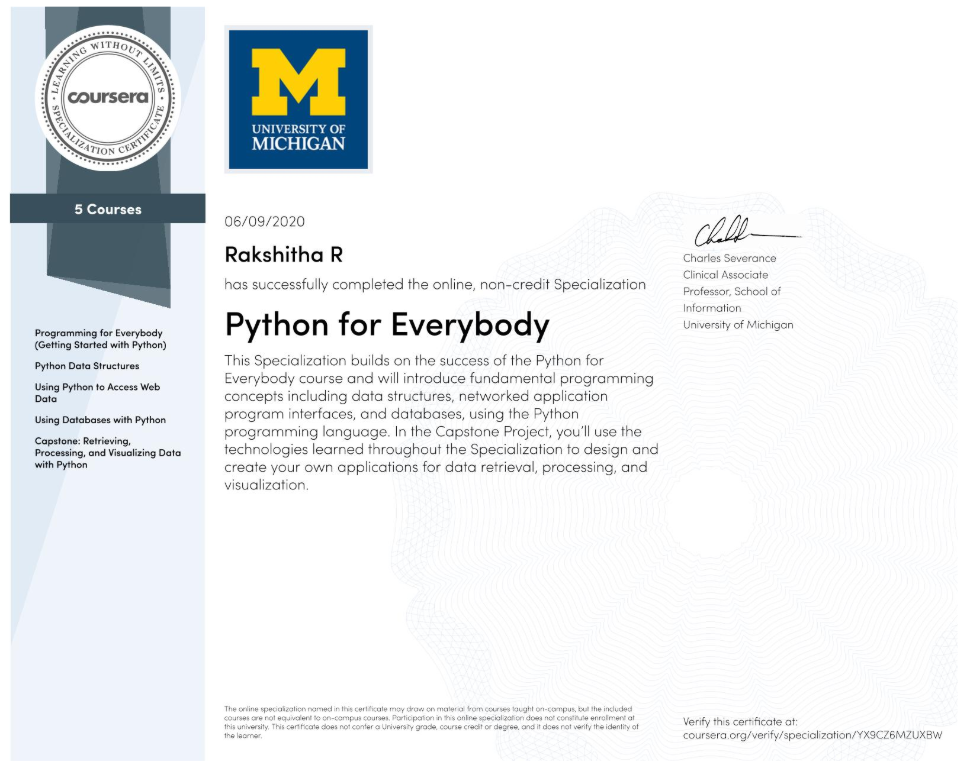 LEARNING WITHOUT LIMITS
coursera
SPECIALIZATION CERTIFICATE
5 Courses
Programming for Everybody
(Getting Started with Python)
Python Data Structures
Using Python to Access Web
Data
Using Databases with Python
Capstone: Retrieving,
Processing, and Visualizing Data
with Python
M
UNIVERSITY OF
MICHIGAN
06/09/2020
Rakshitha R
has successfully completed the online, non-credit Specialization
Python for Everybody
This Specialization builds on the success of the Python for
Everybody course and will introduce fundamental programming
concepts including data structures, networked application
program interfaces, and databases, using the Python
programming language. In the Capstone Project, you’ll use the
technologies learned throughout the Specialization to design and
create your own applications for data retrieval, processing, and
visualization.
Charles Severance
Clinical Associate
Professor, School of
Information
University of Michigan
The online specialization named in this certificate may draw on material from courses taught on-campus, but the included
courses are not equivalent to on-campus courses. Participation in this online specialization does not constitute enrollment at
this university. This certificate does not confer a University grade, course credit or degree, and it does not verify the identity of
the learner.
Verify this certificate at:
coursera.org/verify/specialization/YX9CZ6MZUXBW